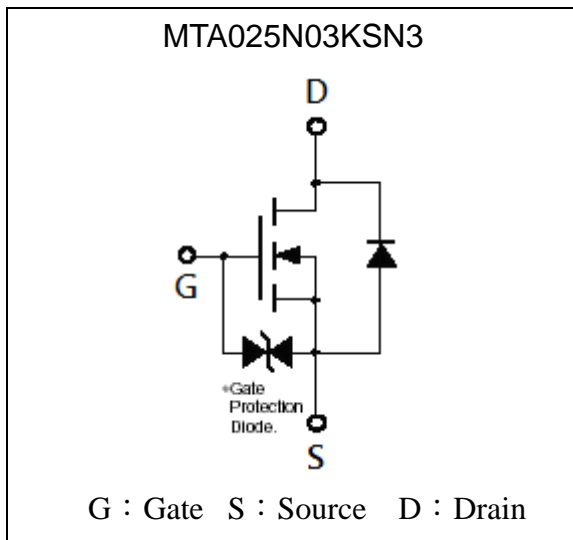 MTA025N03KSN3
D
G
*Gate
Protection
Diode.
S
G：Gate S：Source D：Drain